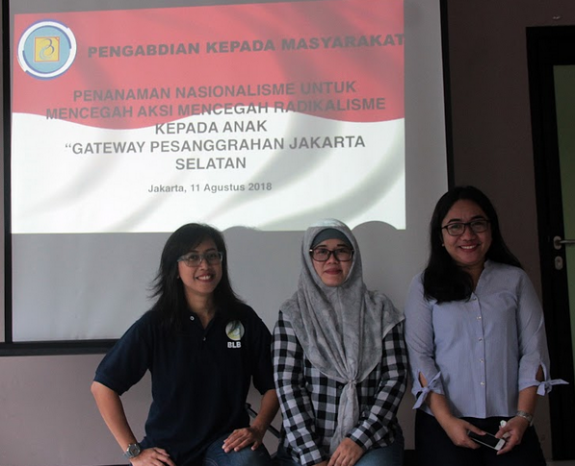 PENGABDIAN KEPADA MASYARAKAT
PENANAMAN NASIONALISME UNTUK
MENCEGAH AKSI MENCEGAH RADIKALISME
KEPADA ANAK
“GATEWAY PESANGGRAHAN JAKARTA
SELATAN
Jakarta, 11 Agustus 2018
BLB